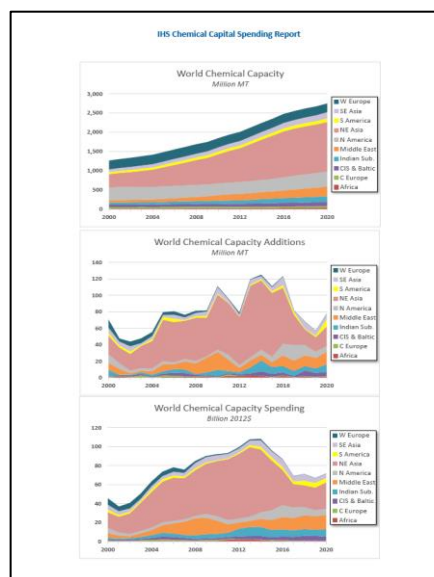 IHS Chemical Capital Spending Report
World Chemical Capacity
Million MT
3,000
2,500
2,000
1,500
1,000
500
0
2000 2004 2008 2012 2016 2020
W Europe
SE Asia
S America
NE Asia
N America
Middle East
Indian Sub.
CIS & Baltic
C Europe
Africa
World Chemical Capacity Additions
Million MT
140
120
100
80
60
40
20
0
2000 2004 2008 2012 2016 2020
W Europe
SE Asia
S America
NE Asia
N America
Middle East
Indian Sub.
CIS & Baltic
C Europe
Africa
World Chemical Capacity Spending
Billion 2012$
120
100
80
60
40
20
0
2000 2004 2008 2012 2016 2020
W Europe
SE Asia
S America
NE Asia
N America
Middle East
Indian Sub.
CIS & Baltic
C Europe
Africa